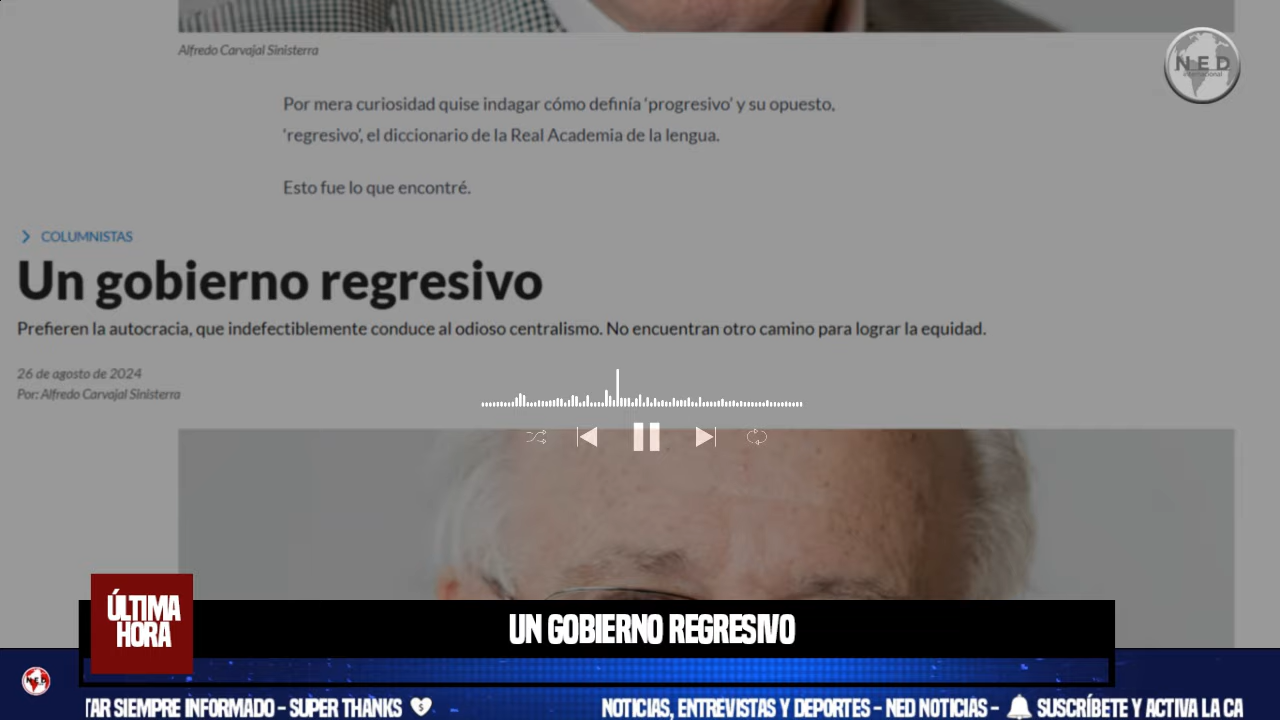 Alfredo Carvajal Sinisterra
NED
international
Por mera curiosidad quise indagar cómo definía 'progresivo' y su opuesto,
'regresivo', el diccionario de la Real Academia de la lengua.
Esto fue lo que encontré.
COLUMNISTAS
Un gobierno regresivo
Prefieren la autocracia, que indefectiblemente conduce al odioso centralismo. No encuentran otro camino para lograr la equidad.
26 de agosto de 2024
Por: Alfredo Carvajal Sinisterra
ÚLTIMA
HORA
UN GOBIERNO REGRESIVO
NED
TAR SIEMPRE INFORMADO - SUPER THANKS
NOTICIAS, ENTREVISTAS Y DEPORTES - NED NOTICIAS - SUSCRÍBETE Y ACTIVA LA CA